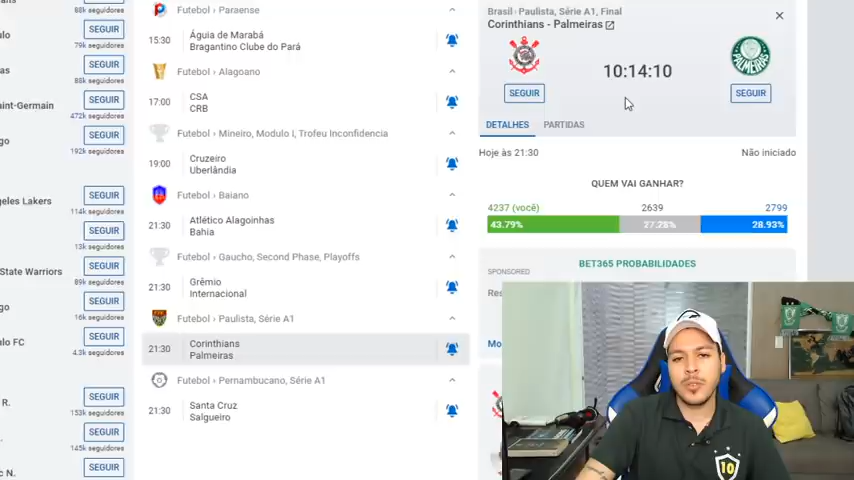 88k seguidores
SEGUIR
79k seguidores
SEGUIR
88k seguidores
aint-Germain
SEGUIR
472k seguidores
SEGUIR
192k seguidores
geles Lakers
SEGUIR
114k seguidores
SEGUIR
13k seguidores
State Warriors
SEGUIR
89k seguidores
SEGUIR
16k seguidores
ulo FC
SEGUIR
4.3k seguidores
R.
SEGUIR
153k seguidores
SEGUIR
145k seguidores
c N.
SEGUIR
Futebol › Paraense
15:30
Águia de Marabá
Bragantino Clube do Pará
Futebol › Alagoano
17:00
CSA
CRB
Futebol › Mineiro, Modulo I, Trofeu Inconfidencia
19:00
Cruzeiro
Uberlândia
Futebol › Baiano
21:30
Atlético Alagoinhas
Bahia
Futebol › Gaucho, Second Phase, Playoffs
21:30
Grêmio
Internacional
Futebol › Paulista, Série A1
21:30
Corinthians
Palmeiras
Futebol › Pernambucano, Série A1
21:30
Santa Cruz
Salgueiro
Brasil › Paulista, Série A1, Final
Corinthians - Palmeiras
10:14:10
SEGUIR
SEGUIR
DETALHES PARTIDAS
Hoje às 21:30 Não iniciado
QUEM VAI GANHAR?
4237 (você) 2639 2799
43.79% 27.28% 28.93%
BET365 PROBABILIDADES
SPONSORED
Res
Mo
10